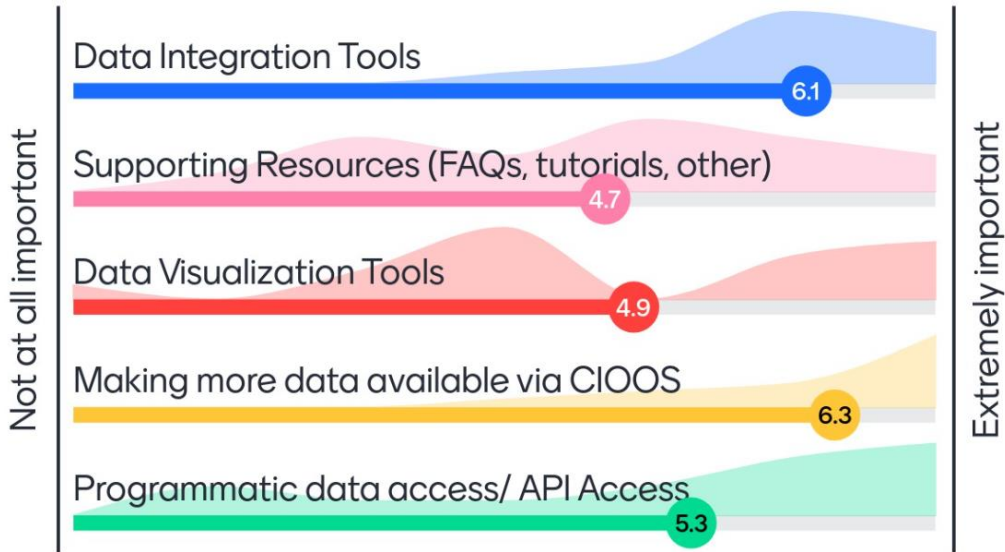 Not at all important
Data Integration Tools
6.1
Supporting Resources (FAQs, tutorials, other)
4.7
Data Visualization Tools
4.9
Making more data available via CIOOS
6.3
Programmatic data access/ API Access
5.3
Extremely important